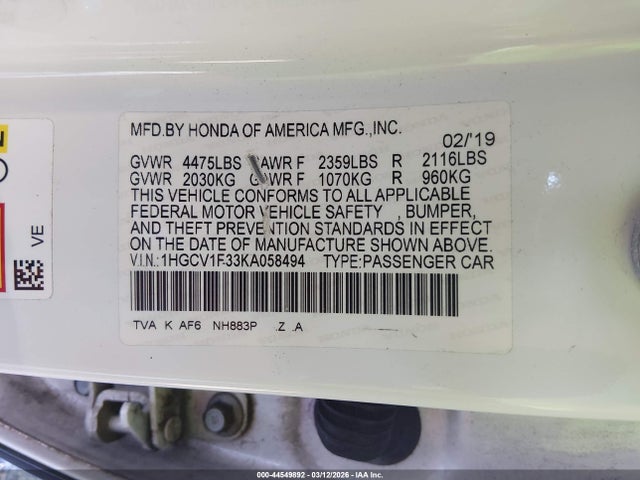 MFD.BY HONDA OF AMERICA MFG.,INC.
02/'19
GVWR 4475LBS GAWR F 2359LBS R 2116LBS
GVWR 2030KG GAWR F 1070KG R 960KG
THIS VEHICLE CONFORMS TO ALL APPLICABLE
FEDERAL MOTOR VEHICLE SAFETY , BUMPER,
AND THEFT PREVENTION STANDARDS IN EFFECT
ON THE DATE OF MANUFACTURE SHOWN ABOVE.
V.I.N.:1HGCV1F33KA058494 TYPE:PASSENGER CAR
TVA K AF6 NH883P Z A
VE
000-44549892 - 03/12/2026 - IAA Inc.